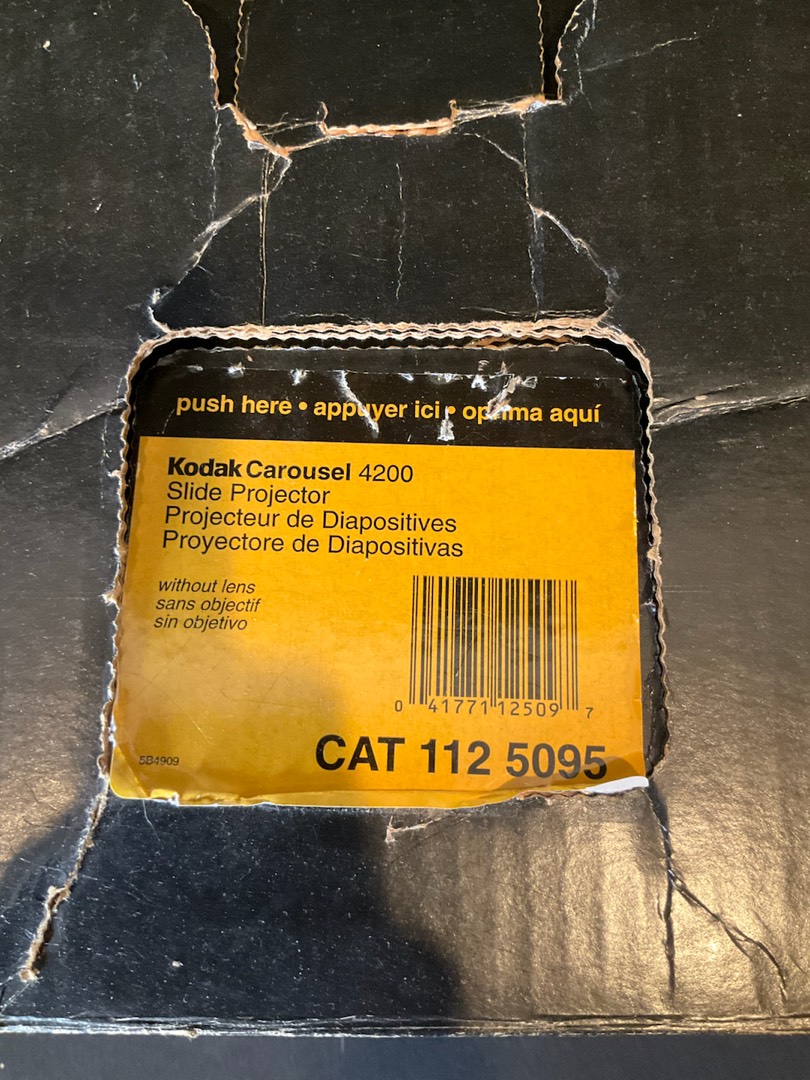 push here • appuyer ici • oprima aquí
Kodak Carousel 4200
Slide Projector
Projecteur de Diapositives
Proyectore de Diapositivas
without lens
sans objectif
sin objetivo
0 41771 12509 7
5B4909
CAT 112 5095